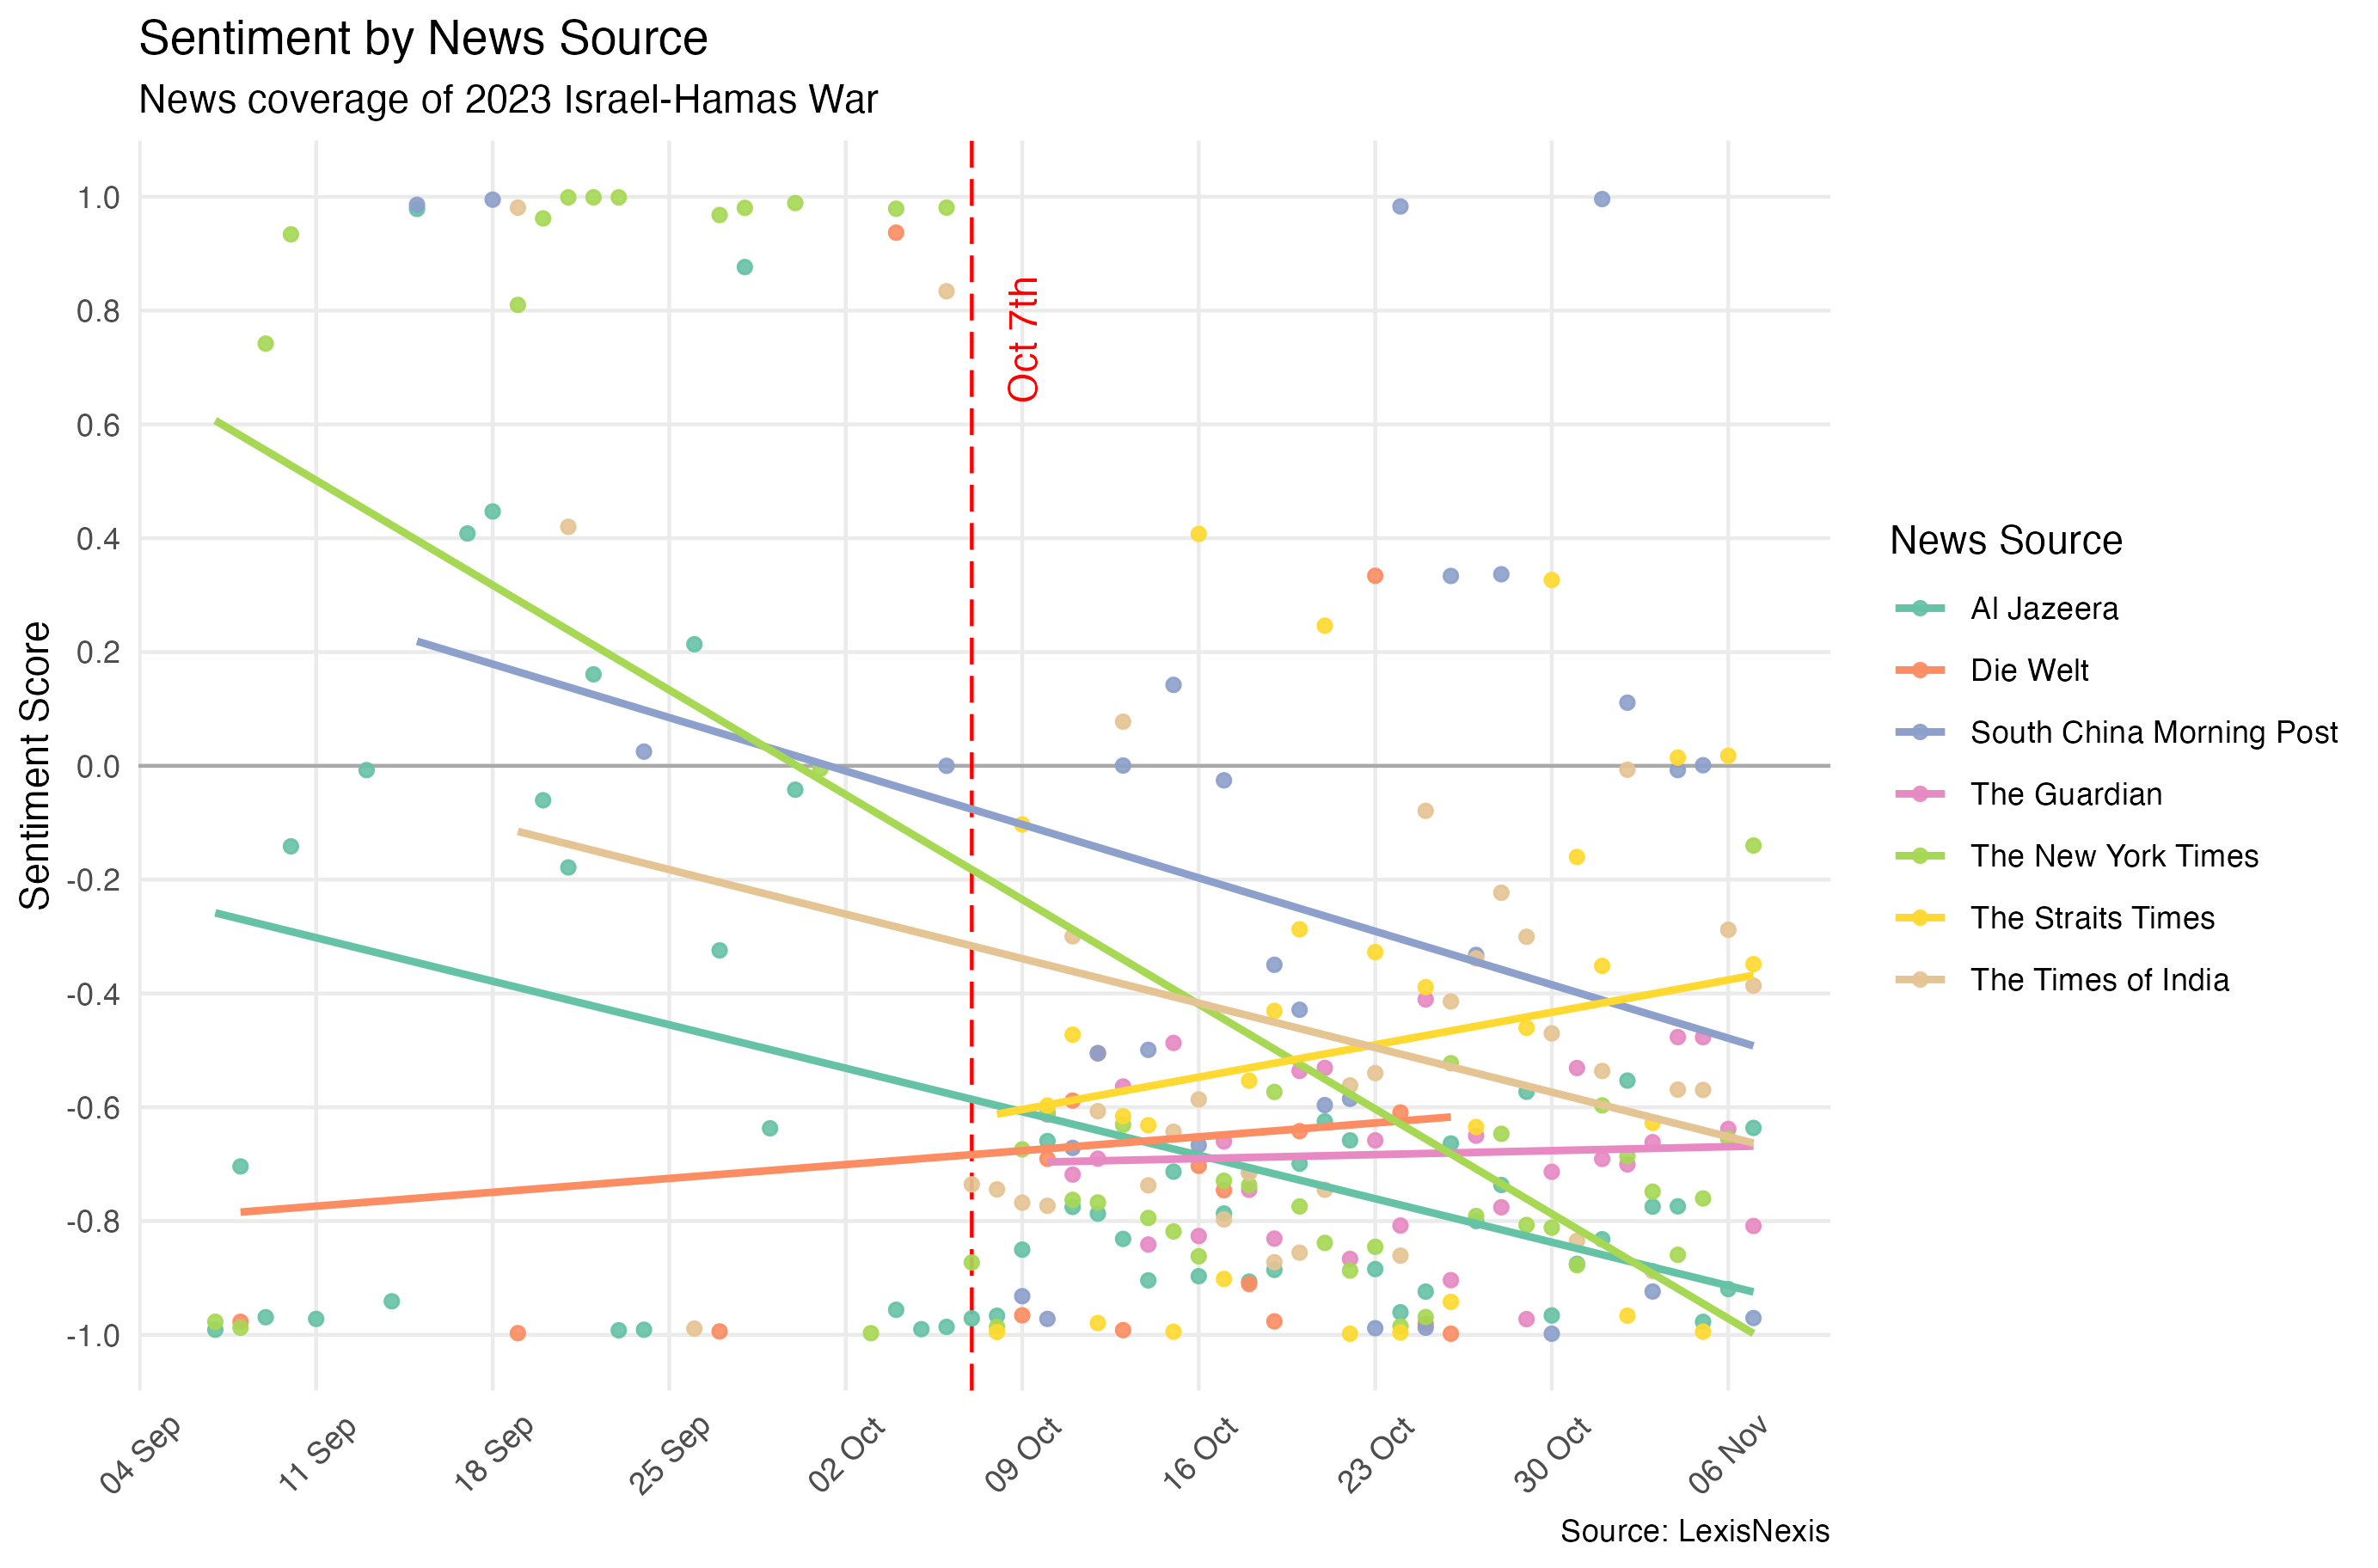 Sentiment by News Source
News coverage of 2023 Israel-Hamas War
Sentiment Score
1.0
0.8
0.6
0.4
0.2
0.0
-0.2
-0.4
-0.6
-0.8
-1.0
Oct 7th
04 Sep
11 Sep
18 Sep
25 Sep
02 Oct
09 Oct
16 Oct
23 Oct
30 Oct
06 Nov
News Source
Al Jazeera
Die Welt
South China Morning Post
The Guardian
The New York Times
The Straits Times
The Times of India
Source: LexisNexis